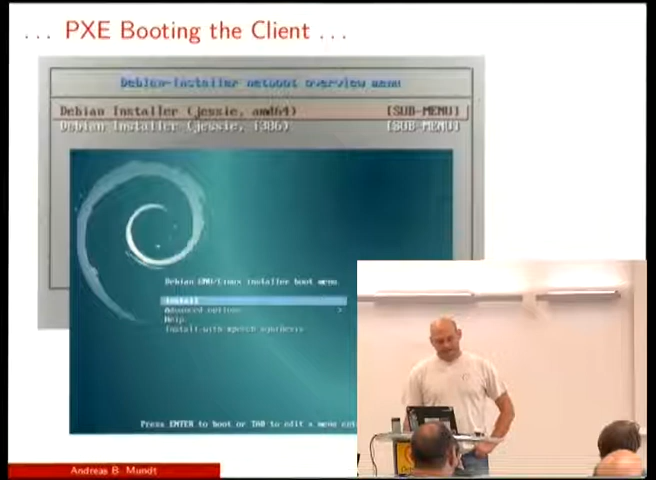 ... PXE Booting the Client ...
Debian-Installer netboot overview menu
Debian Installer (jessie, amd64) [SUB-MENU]
Debian Installer (jessie, i386) [SUB-MENU]
Debian GNU/Linux installer boot menu
Install
Advanced options >
Help
Install with speech synthesis
Press ENTER to boot or TAB to edit a menu
Andreas B. Mundt